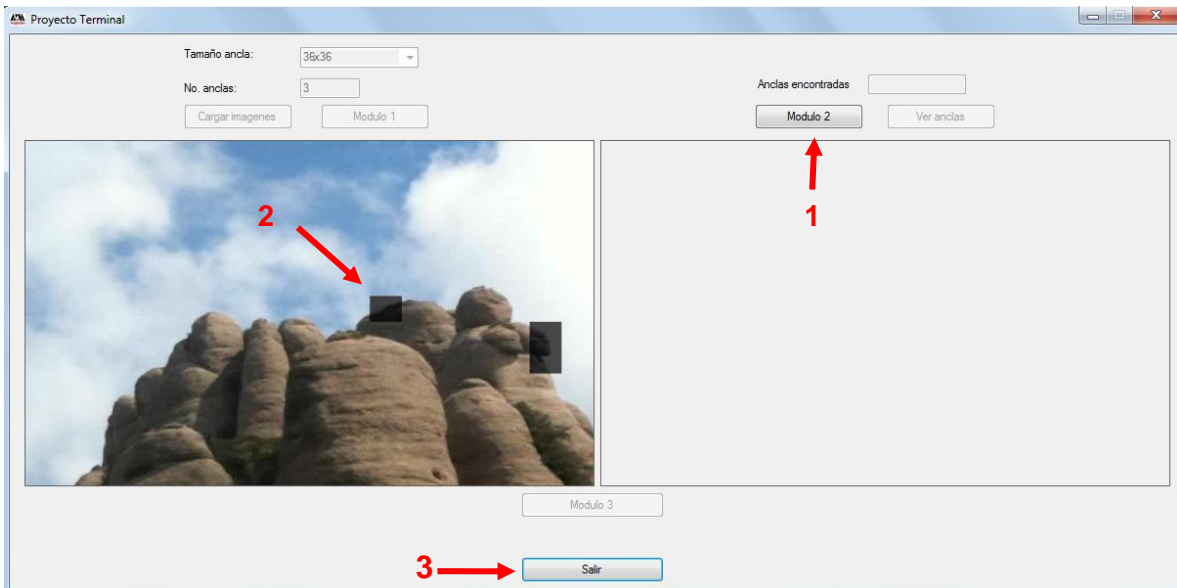 Proyecto Terminal
Tamaño ancla:
36x36
No. anclas:
3
Cargar imagenes
Modulo 1
Anclas encontradas
Modulo 2
Ver anclas
1
2
Modulo 3
3
Salir